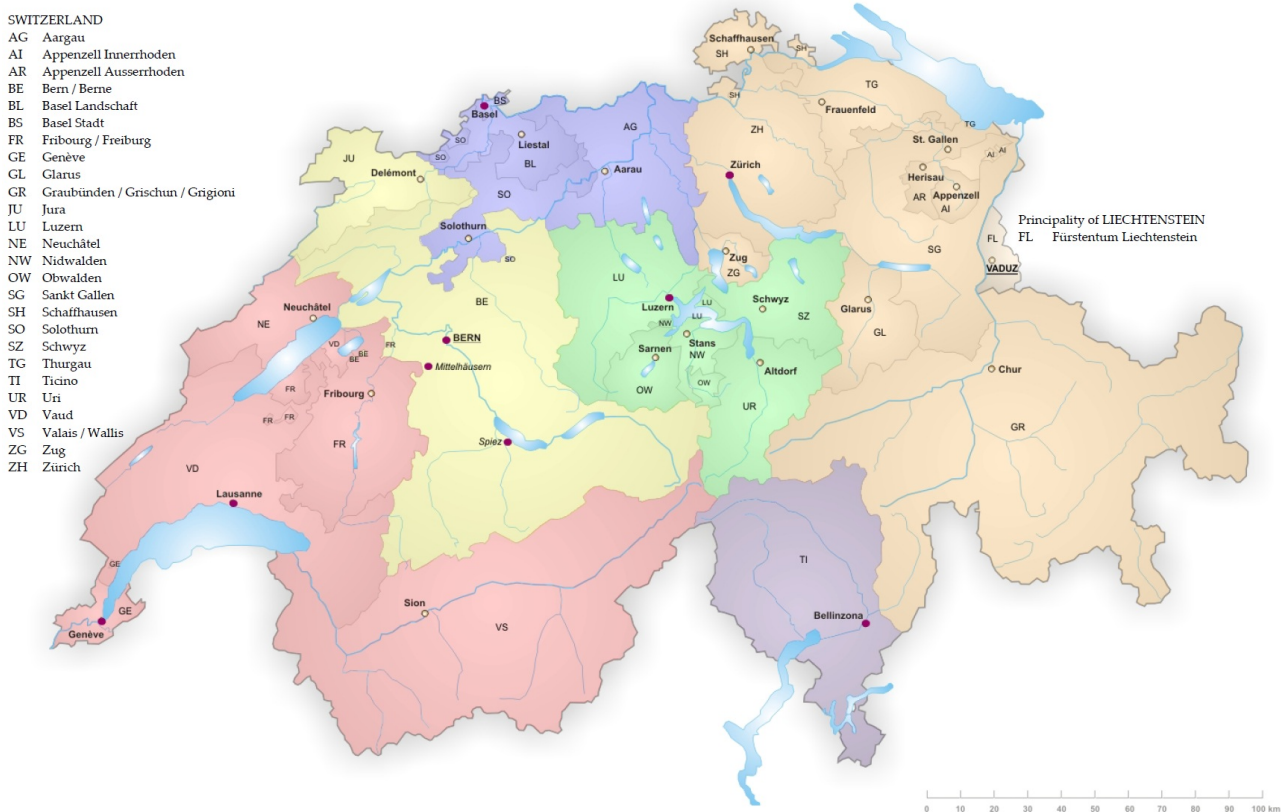 SWITZERLAND
AG Aargau
AI Appenzell Innerrhoden
AR Appenzell Ausserrhoden
BE Bern / Berne
BL Basel Landschaft
BS Basel Stadt
FR Fribourg / Freiburg
GE Genève
GL Glarus
GR Graubünden / Grischun / Grigioni
JU Jura
LU Luzern
NE Neuchâtel
NW Nidwalden
OW Obwalden
SG Sankt Gallen
SH Schaffhausen
SO Solothurn
SZ Schwyz
TG Thurgau
TI Ticino
UR Uri
VD Vaud
VS Valais / Wallis
ZG Zug
ZH Zürich
Schaffhausen
SH
SH
SH
TG
Frauenfeld
BS
Basel
SO
SO
Liestal
BL
AG
Aarau
SO
ZH
Zürich
TG
St. Gallen
AI
AI
Herisau
Appenzell
AR
AI
JU
Delémont
Solothurn
SO
Principality of LIECHTENSTEIN
FL Fürstentum Liechtenstein
FL
VADUZ
SG
Zug
ZG
LU
Luzern
LU
LU
NW
Schwyz
SZ
Glarus
GL
Stans
NW
Sarnen
OW
OW
Altdorf
UR
BE
BERN
Mittelhäusern
Spiez
Neuchâtel
NE
VD
BE
BE
FR
FR
FR
FR
Fribourg
FR
VD
Lausanne
GE
GE
Genève
Sion
VS
Chur
GR
TI
Bellinzona
0 10 20 30 40 50 60 70 80 90 100 km